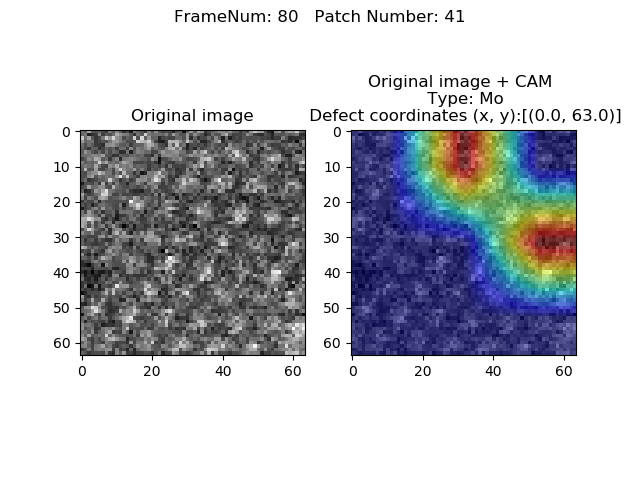 FrameNum: 80   Patch Number: 41
Original image
Original image + CAM
Type: Mo
Defect coordinates (x, y):[(0.0, 63.0)]
0
10
20
30
40
50
60
0 20 40 60
0
10
20
30
40
50
60
0 20 40 60